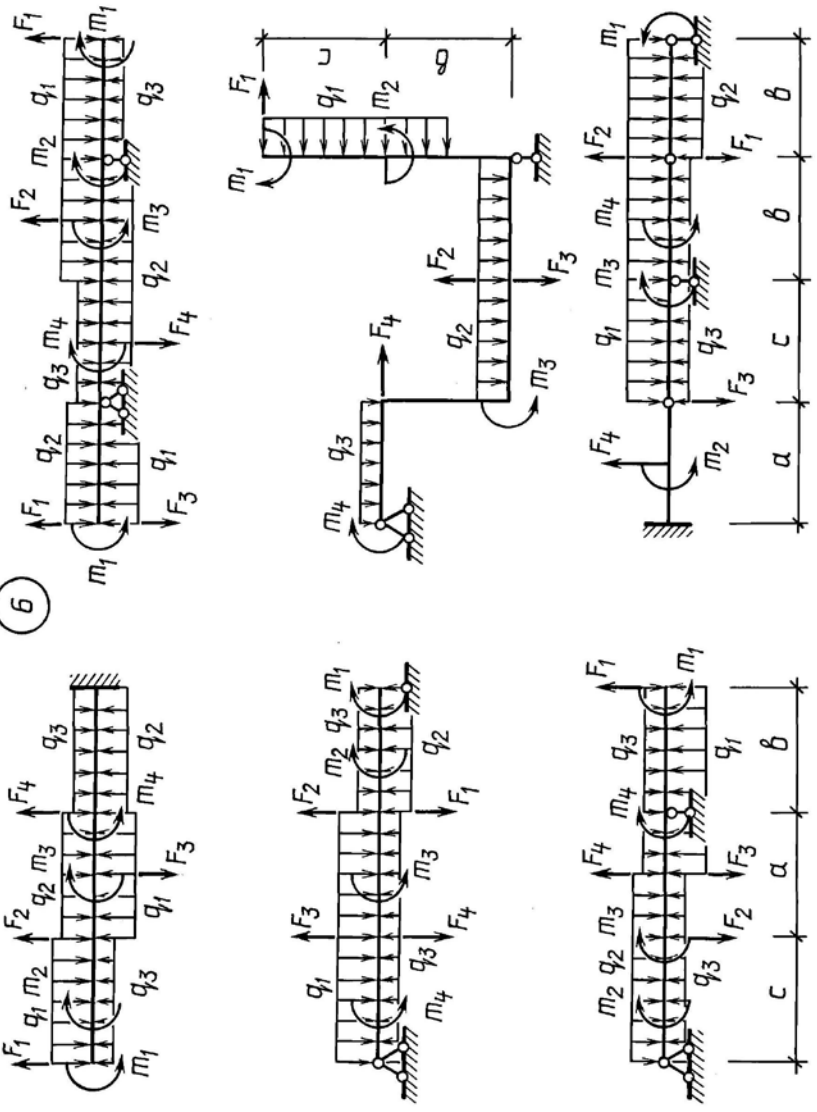 6
F₁ q₁ m₂ F₂ q₂ m₃ F₄ q₃
m₁ q₃ q₁ F₃ m₄ q₂
F₁ q₂ q₃ m₄ F₂ m₂ q₁ F₁ m₁
m₁ F₃ q₁ F₄ q₂ m₃ q₃
q₁ F₃ F₂ m₂ q₃ m₁
m₄ q₃ F₄ m₃ F₁ q₂
m₁ F₁ q₁ m₂ c
m₄ q₃ F₄ q₂ F₂ в
m₃ F₃
m₂ q₂ m₃ F₄ m₄ q₃ F₁
q₃ F₂ F₃ q₁ m₁
c a в
F₄ q₁ m₃ m₄ F₂ m₁
m₂ F₃ q₃ F₁ q₂
a c в в